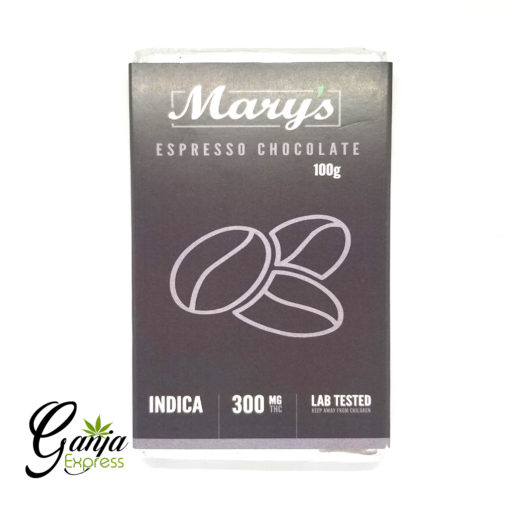 Mary's
ESPRESSO CHOCOLATE
100g
INDICA
300 MG THC
LAB TESTED
KEEP AWAY FROM CHILDREN
Ganja
Express